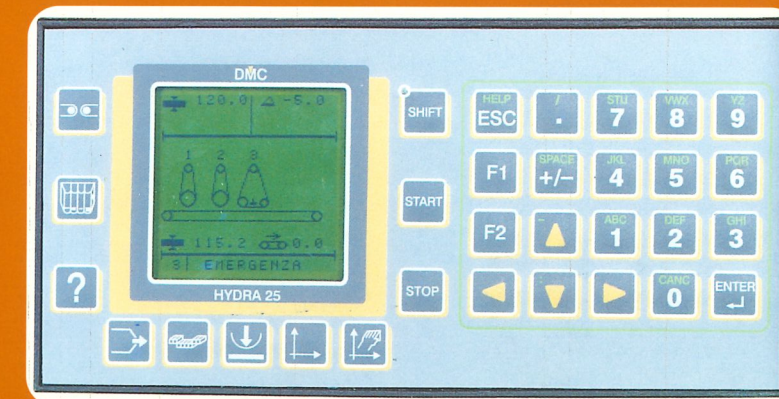 DMC
120.0 -5.0
1 2 3
115.2 0.0
S EMERGENZA
HYDRA 25
?
SHIFT
START
STOP
HELP / STU VWX YZ
ESC . 7 8 9
SPACE JKL MNO PQR
F1 +/- 4 5 6
- ABC DEF GHI
F2 1 2 3
CANC
0 ENTER